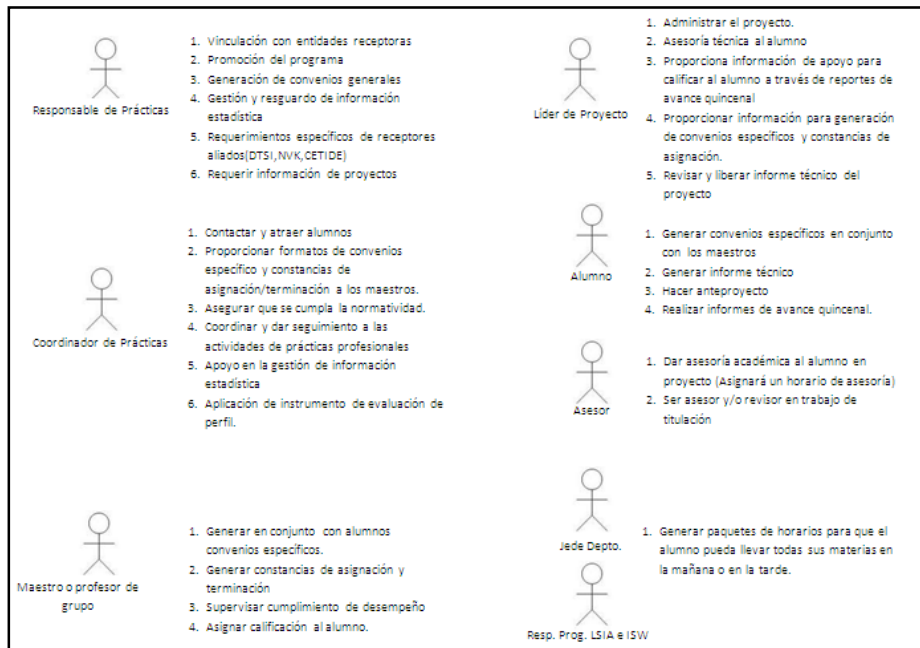 Responsable de Prácticas
1. Vinculación con entidades receptoras
2. Promoción del programa
3. Generación de convenios generales
4. Gestión y resguardo de información
estadística
5. Requerimientos específicos de receptores
aliados(DTSI,NVK,CETIDE)
6. Requerir información de proyectos
Coordinador de Prácticas
1. Contactar y atraer alumnos
2. Proporcionar formatos de convenios
específico y constancias de
asignación/terminación a los maestros.
3. Asegurar que se cumpla la normatividad.
4. Coordinar y dar seguimiento a las
actividades de prácticas profesionales
5. Apoyo en la gestión de información
estadística
6. Aplicación de instrumento de evaluación de
perfil.
Maestro o profesor de
grupo
1. Generar en conjunto con alumnos
convenios específicos.
2. Generar constancias de asignación y
terminación
3. Supervisar cumplimiento de desempeño
4. Asignar calificación al alumno.
Líder de Proyecto
1. Administrar el proyecto.
2. Asesoría técnica al alumno
3. Proporciona información de apoyo para
calificar al alumno a través de reportes de
avance quincenal
4. Proporcionar información para generación
de convenios específicos y constancias de
asignación.
5. Revisar y liberar informe técnico del
proyecto
Alumno
1. Generar convenios específicos en conjunto
con los maestros
2. Generar informe técnico
3. Hacer anteproyecto
4. Realizar informes de avance quincenal.
Asesor
1. Dar asesoría académica al alumno en
proyecto (Asignará un horario de asesoría)
2. Ser asesor y/o revisor en trabajo de
titulación
Jede Depto.
1. Generar paquetes de horarios para que el
alumno pueda llevar todas sus materias en
la mañana o en la tarde.
Resp. Prog. LSIA e ISW